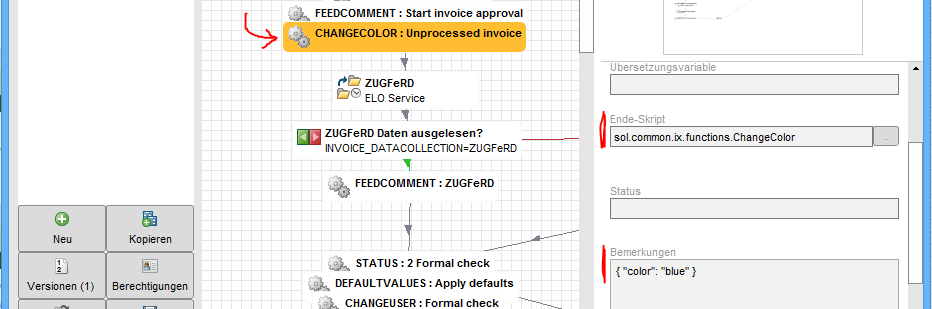 FEEDCOMMENT : Start invoice approval
CHANGECOLOR : Unprocessed invoice
ZUGFeRD
ELO Service
ZUGFeRD Daten ausgelesen?
INVOICE_DATACOLLECTION=ZUGFeRD
FEEDCOMMENT : ZUGFeRD
STATUS : 2 Formal check
DEFAULTVALUES : Apply defaults
CHANGEUSER : Formal check
Neu
Kopieren
Versionen (1)
Berechtigungen
Übersetzungsvariable
Ende-Skript
sol.common.ix.functions.ChangeColor
...
Status
Bemerkungen
{ "color": "blue" }